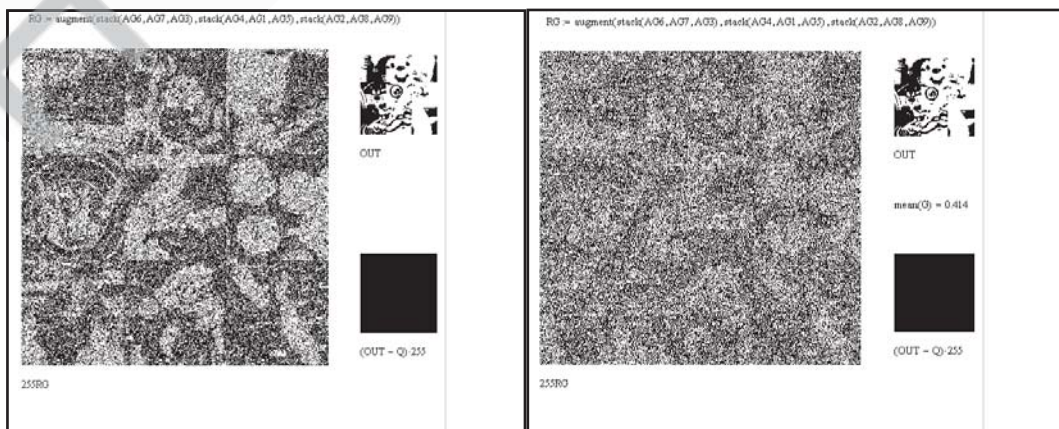 RG := augment(stack(AG6,AG7,AG3),stack(AG4,AG1,AG5),stack(AG2,AG8,AG9))
OUT
(OUT - Q)·255
255RG
RG := augment(stack(AG6,AG7,AG3),stack(AG4,AG1,AG5),stack(AG2,AG8,AG9))
OUT
mean(G) = 0.414
(OUT - Q)·255
255RG